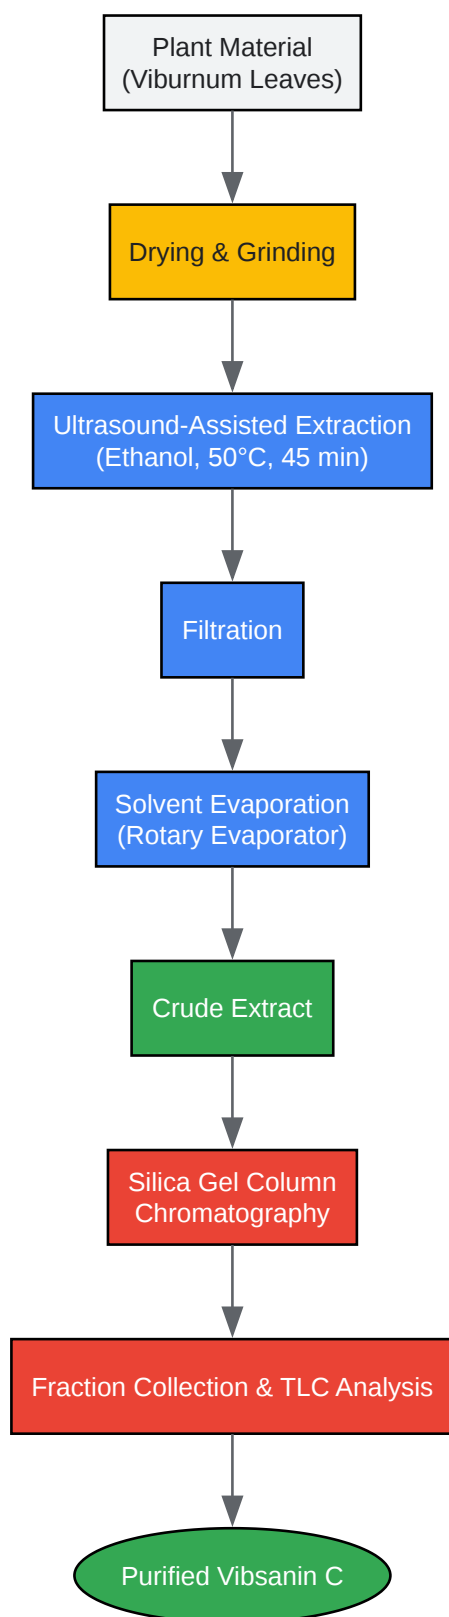 Plant Material
(Viburnum Leaves)
Drying & Grinding
Ultrasound-Assisted Extraction
(Ethanol, 50°C, 45 min)
Filtration
Solvent Evaporation
(Rotary Evaporator)
Crude Extract
Silica Gel Column
Chromatography
Fraction Collection & TLC Analysis
Purified Vibsanin C